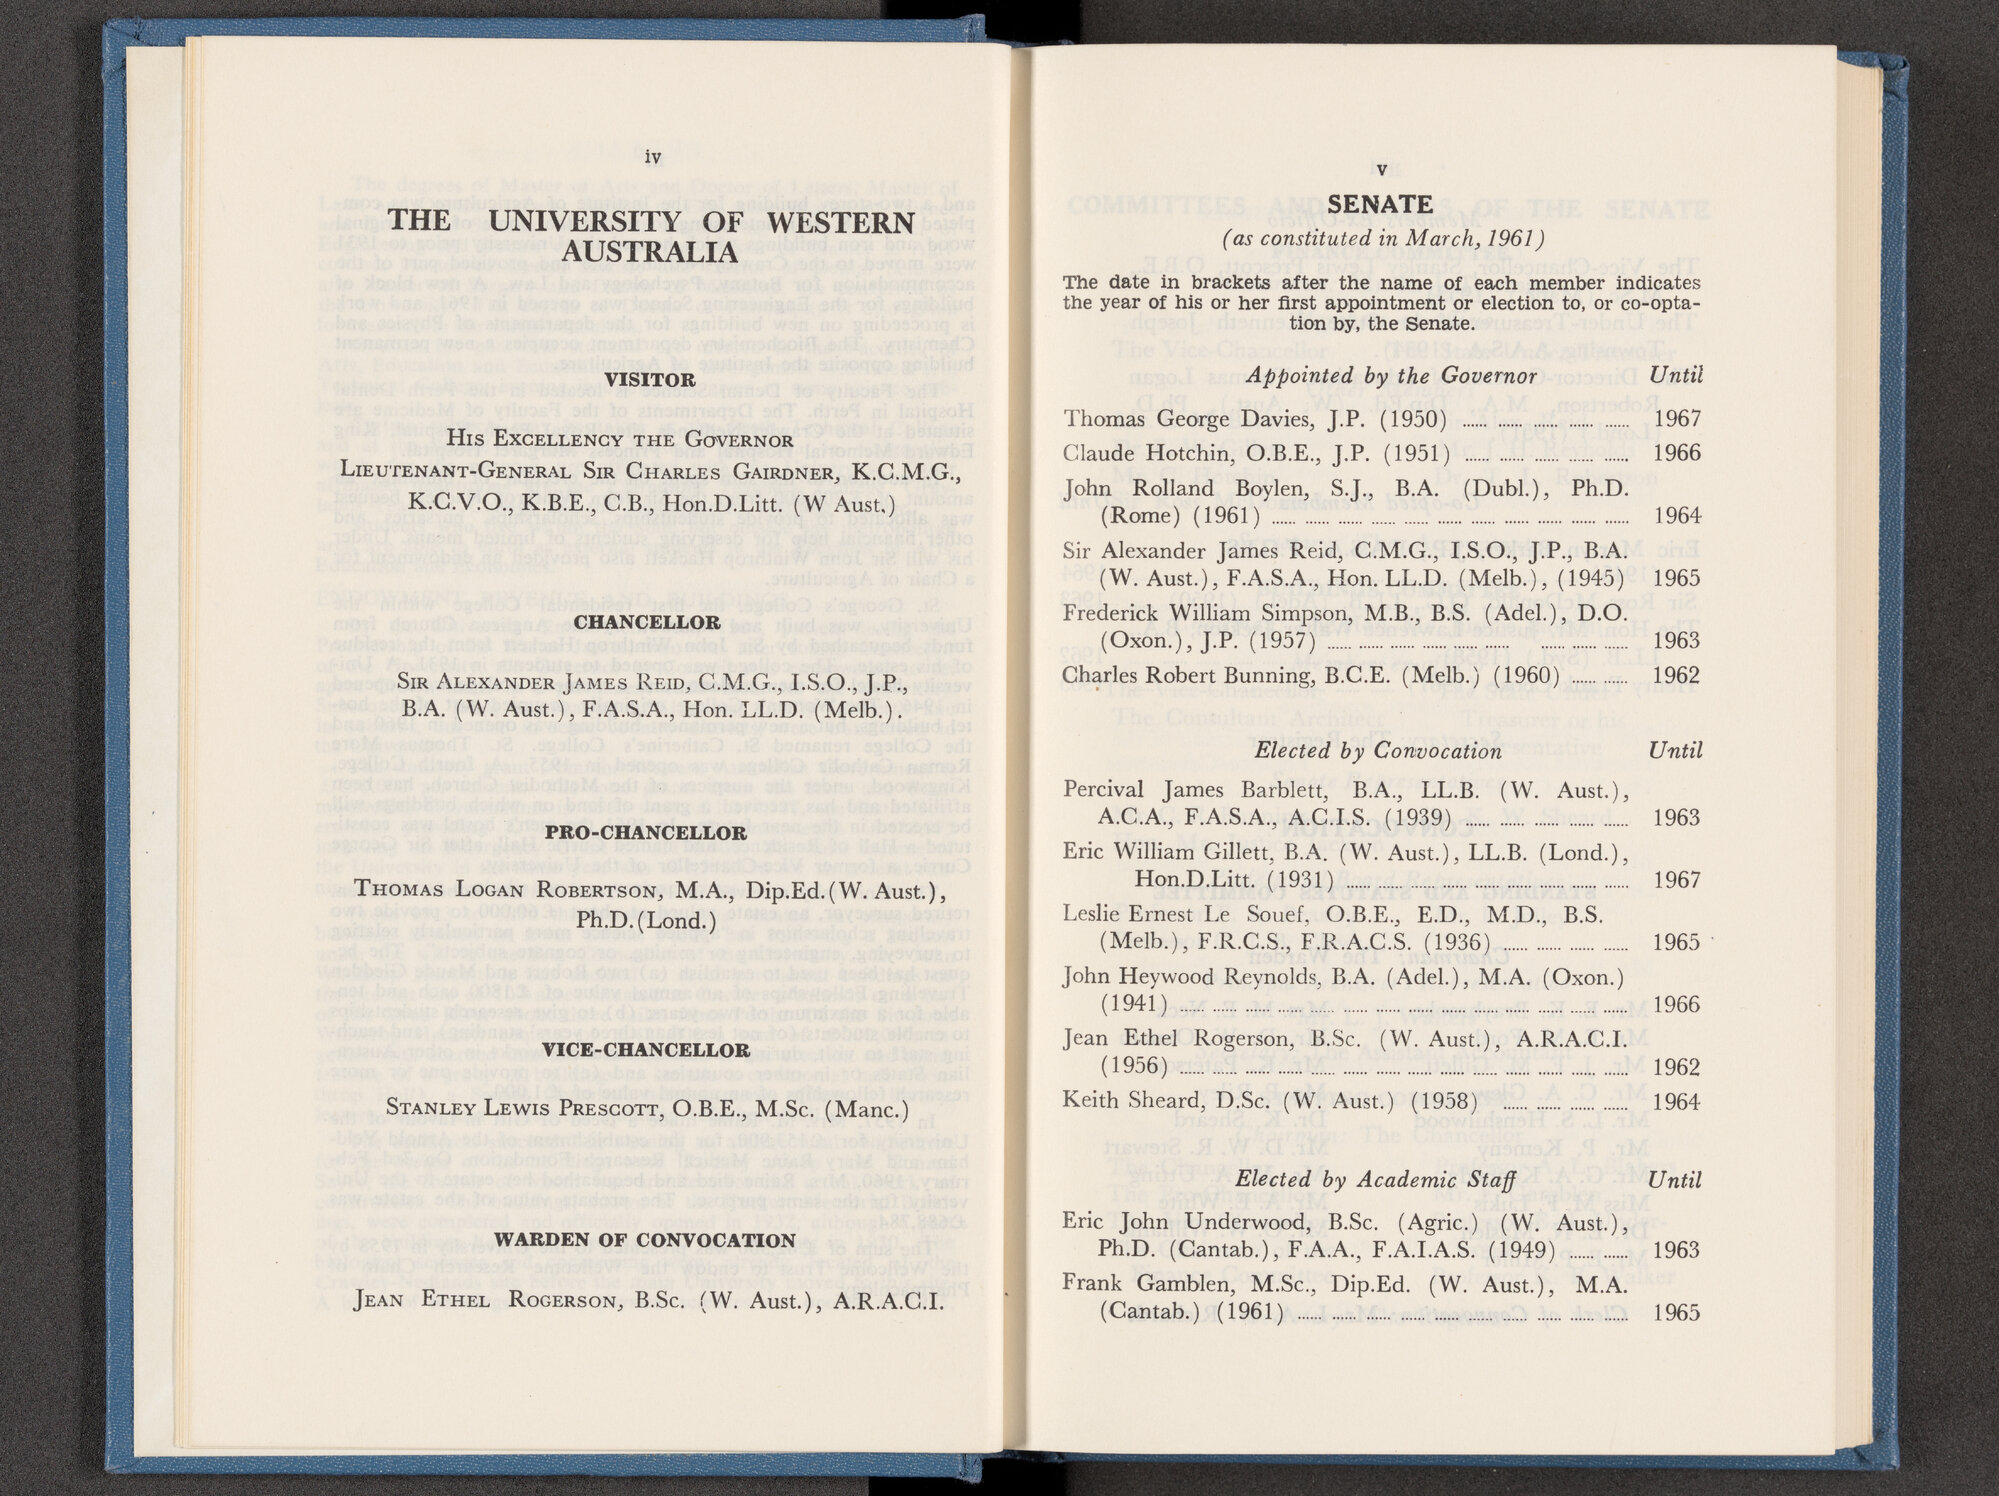 iv
THE UNIVERSITY OF WESTERN
AUSTRALIA
VISITOR
HIS EXCELLENCY THE GOVERNOR
LIEUTENANT-GENERAL SIR CHARLES GAIRDNER, K.C.M.G.,
K.C.V.O., K.B.E., C.B., Hon.D.Litt. (W Aust.)
CHANCELLOR
SIR ALEXANDER JAMES REID, C.M.G., I.S.O., J.P.,
B.A. (W. Aust.), F.A.S.A., Hon. LL.D. (Melb.).
PRO-CHANCELLOR
THOMAS LOGAN ROBERTSON, M.A., Dip.Ed.(W. Aust.),
Ph.D.(Lond.)
VICE-CHANCELLOR
STANLEY LEWIS PRESCOTT, O.B.E., M.Sc. (Manc.)
WARDEN OF CONVOCATION
JEAN ETHEL ROGERSON, B.Sc. (W. Aust.), A.R.A.C.I.
v
SENATE
(as constituted in March, 1961)
The date in brackets after the name of each member indicates
the year of his or her first appointment or election to, or co-opta-
tion by, the Senate.
Appointed by the Governor Until
Thomas George Davies, J.P. (1950) ...... ...... ...... ...... ...... 1967
Claude Hotchin, O.B.E., J.P. (1951) ...... ...... ...... ...... ...... 1966
John Rolland Boylen, S.J., B.A. (Dubl.), Ph.D.
(Rome) (1961) ...... ...... ...... ...... ...... ...... ...... ...... ...... ...... ...... 1964
Sir Alexander James Reid, C.M.G., I.S.O., J.P., B.A.
(W. Aust.), F.A.S.A., Hon. LL.D. (Melb.), (1945) 1965
Frederick William Simpson, M.B., B.S. (Adel.), D.O.
(Oxon.), J.P. (1957) ...... ...... ...... ...... ...... ...... ...... ...... ...... 1963
Charles Robert Bunning, B.C.E. (Melb.) (1960) ...... ...... 1962
Elected by Convocation Until
Percival James Barblett, B.A., LL.B. (W. Aust.),
A.C.A., F.A.S.A., A.C.I.S. (1939) ...... ...... ...... ...... ...... 1963
Eric William Gillett, B.A. (W. Aust.), LL.B. (Lond.),
Hon.D.Litt. (1931) ...... ...... ...... ...... ...... ...... ...... ...... ...... 1967
Leslie Ernest Le Souef, O.B.E., E.D., M.D., B.S.
(Melb.), F.R.C.S., F.R.A.C.S. (1936) ...... ...... ...... ...... 1965
John Heywood Reynolds, B.A. (Adel.), M.A. (Oxon.)
(1941) ...... ...... ...... ...... ...... ...... ...... ...... ...... ...... ...... ...... ...... ...... 1966
Jean Ethel Rogerson, B.Sc. (W. Aust.), A.R.A.C.I.
(1956) ...... ...... ...... ...... ...... ...... ...... ...... ...... ...... ...... ...... ...... ...... 1962
Keith Sheard, D.Sc. (W. Aust.) (1958) ...... ...... ...... ...... 1964
Elected by Academic Staff Until
Eric John Underwood, B.Sc. (Agric.) (W. Aust.),
Ph.D. (Cantab.), F.A.A., F.A.I.A.S. (1949) ...... ...... 1963
Frank Gamblen, M.Sc., Dip.Ed. (W. Aust.), M.A.
(Cantab.) (1961) ...... ...... ...... ...... ...... ...... ...... ...... ...... ...... 1965